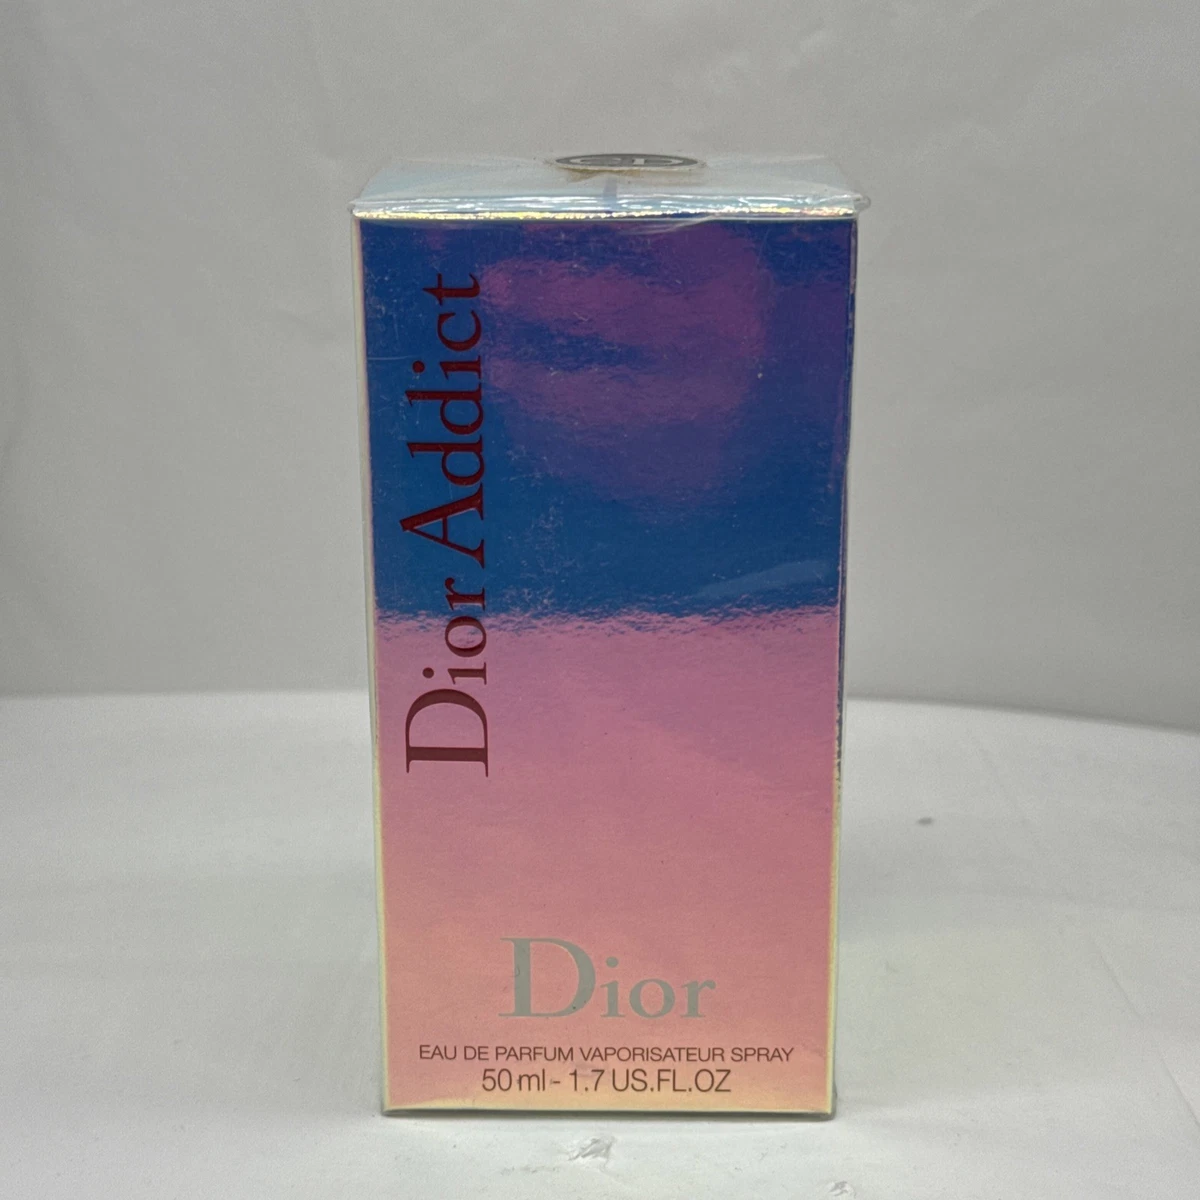 Dior Addict
Dior
EAU DE PARFUM VAPORISATEUR SPRAY
50 ml - 1.7 US.FL.OZ